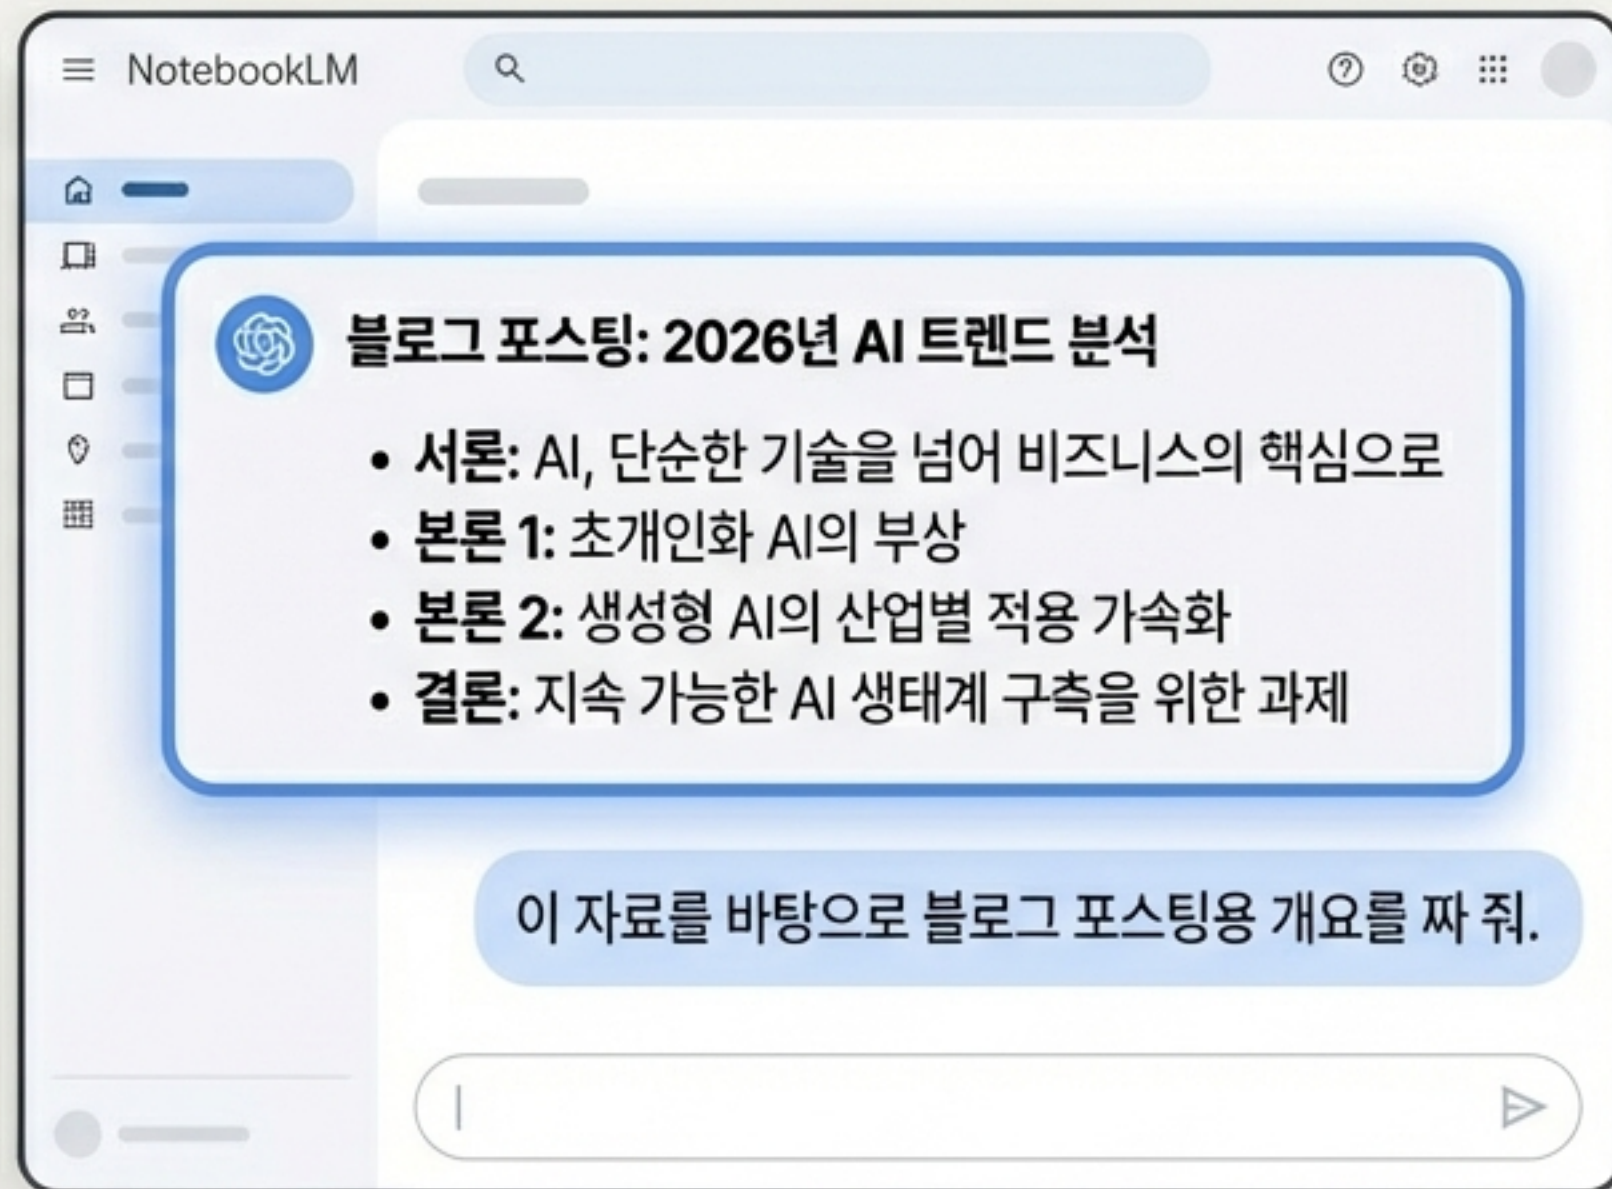 NotebookLM
블로그 포스팅: 2026년 AI 트렌드 분석
• 서론: AI, 단순한 기술을 넘어 비즈니스의 핵심으로
• 본론 1: 초개인화 AI의 부상
• 본론 2: 생성형 AI의 산업별 적용 가속화
• 결론: 지속 가능한 AI 생태계 구축을 위한 과제
이 자료를 바탕으로 블로그 포스팅용 개요를 짜 줘.